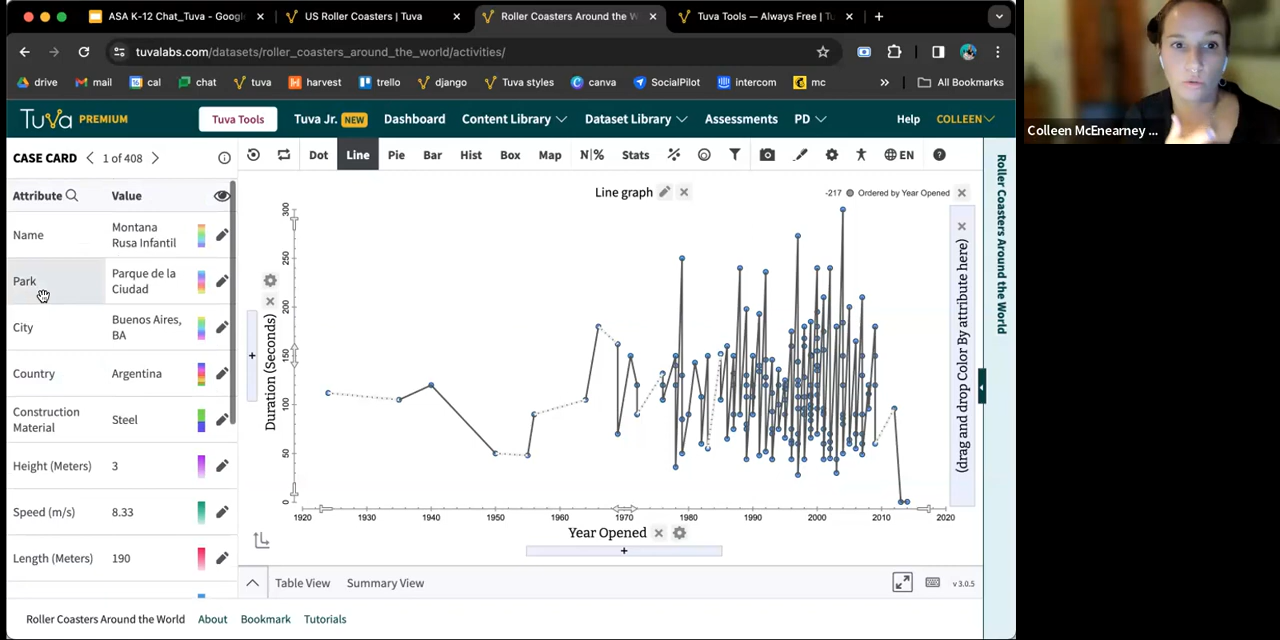 ASA K-12 Chat_Tuva - Googl
US Roller Coasters | Tuva
Roller Coasters Around the W
Tuva Tools — Always Free | Tu
tuvalabs.com/datasets/roller_coasters_around_the_world/activities/
drive mail cal chat tuva harvest trello django Tuva styles canva SocialPilot intercom mc » All Bookmarks
TUVA PREMIUM Tuva Tools Tuva Jr. NEW Dashboard Content Library Dataset Library Assessments PD Help COLLEEN
CASE CARD 1 of 408
Dot Line Pie Bar Hist Box Map N|% Stats EN
Attribute Value
Name Montana Rusa Infantil
Park Parque de la Ciudad
City Buenos Aires, BA
Country Argentina
Construction Material Steel
Height (Meters) 3
Speed (m/s) 8.33
Length (Meters) 190
Line graph
-217 Ordered by Year Opened
300
250
200
150
100
50
0
Duration (Seconds)
1920 1930 1940 1950 1960 1970 1980 1990 2000 2010 2020
Year Opened
(drag and drop Color By attribute here)
Roller Coasters Around the World
Table View Summary View
v 3.0.5
Roller Coasters Around the World About Bookmark Tutorials
Colleen McEnearney ...